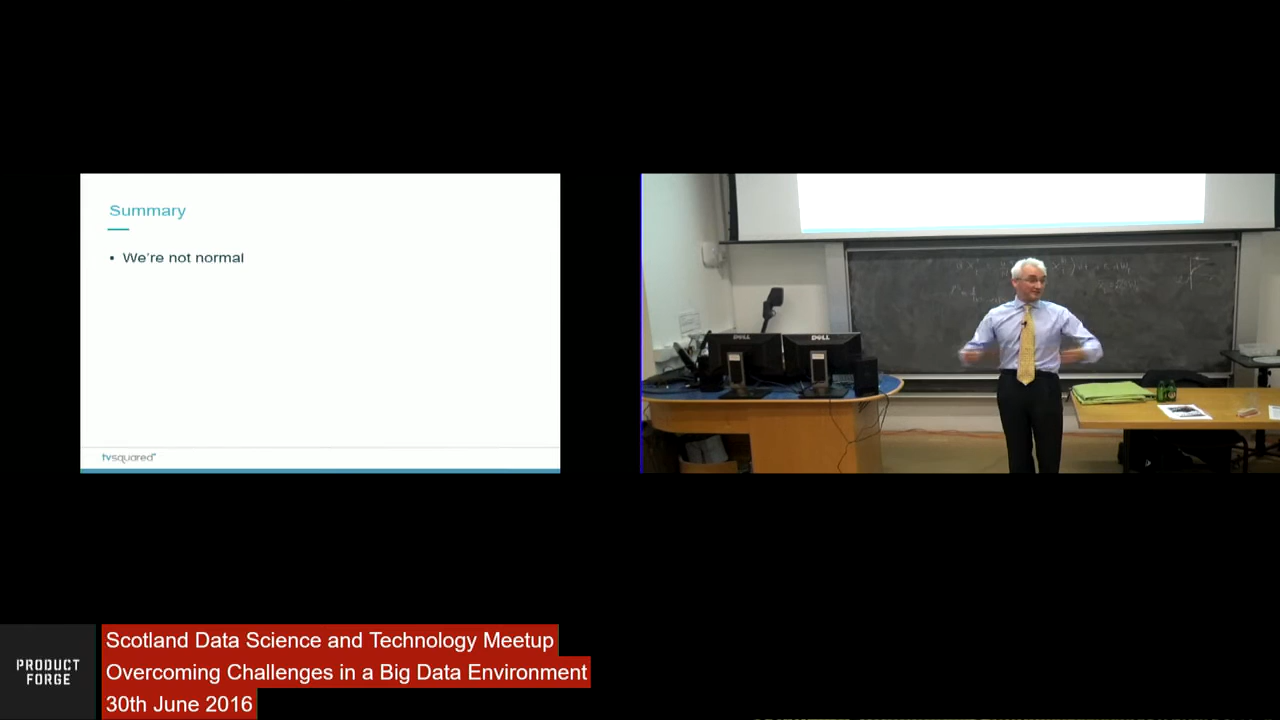 Summary
• We're not normal
tvsquared
DELL
DELL
PRODUCT
FORGE
Scotland Data Science and Technology Meetup
Overcoming Challenges in a Big Data Environment
30th June 2016